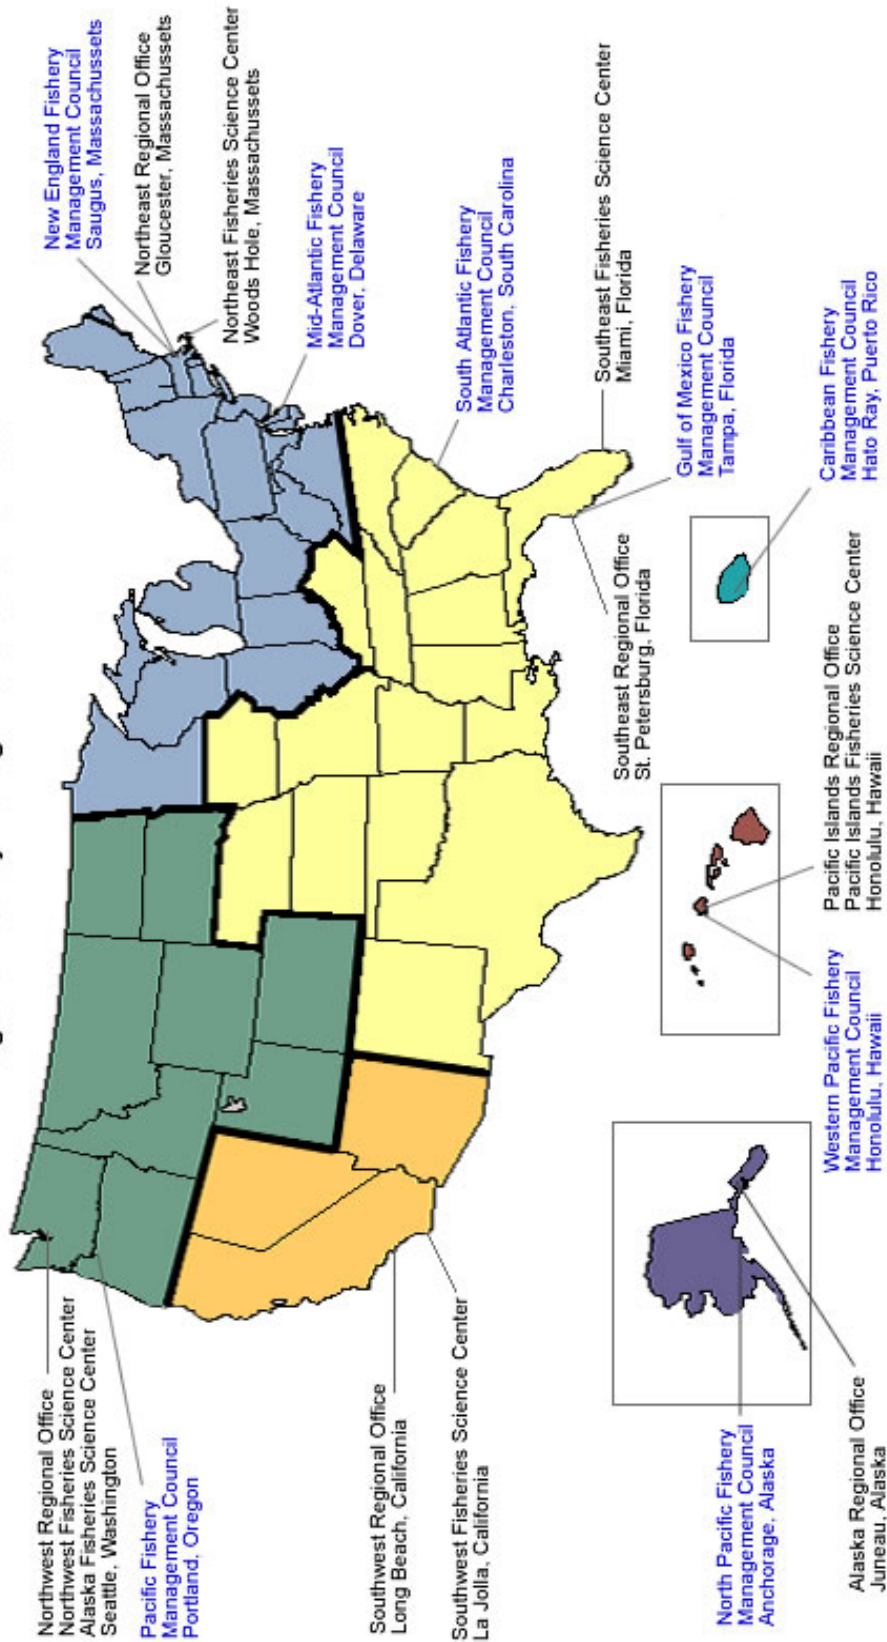 Northwest Regional Office
Northwest Fisheries Science Center
Alaska Fisheries Science Center
Seattle, Washington
Pacific Fishery
Management Council
Portland, Oregon
Southwest Regional Office
Long Beach, California
Southwest Fisheries Science Center
La Jolla, California
North Pacific Fishery
Management Council
Anchorage, Alaska
Alaska Regional Office
Juneau, Alaska
Western Pacific Fishery
Management Council
Honolulu, Hawaii
Pacific Islands Regional Office
Pacific Islands Fisheries Science Center
Honolulu, Hawaii
Southeast Regional Office
St. Petersburg, Florida
New England Fishery
Management Council
Saugus, Massachussets
Northeast Regional Office
Gloucester, Massachussets
Northeast Fisheries Science Center
Woods Hole, Massachussets
Mid-Atlantic Fishery
Management Council
Dover, Delaware
South Atlantic Fishery
Management Council
Charleston, South Carolina
Southeast Fisheries Science Center
Miami, Florida
Gulf of Mexico Fishery
Management Council
Tampa, Florida
Caribbean Fishery
Management Council
Hato Ray, Puerto Rico